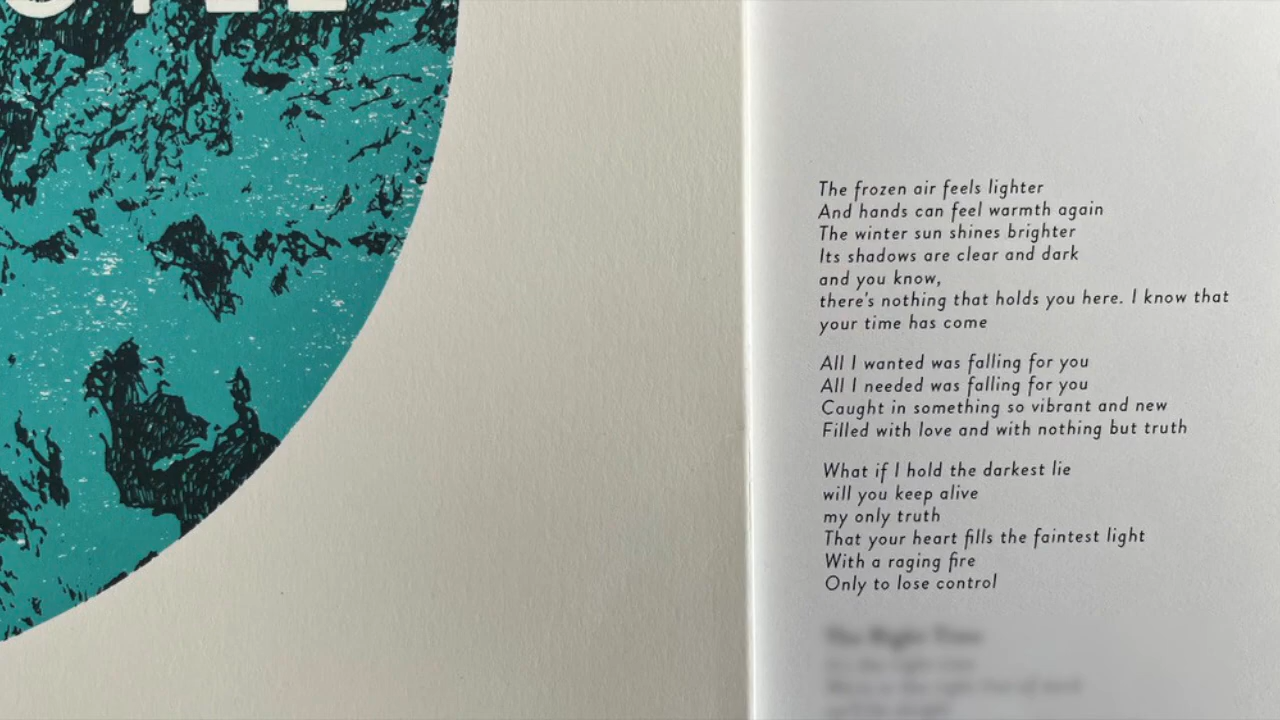 The frozen air feels lighter
And hands can feel warmth again
The winter sun shines brighter
Its shadows are clear and dark
and you know,
there's nothing that holds you here. I know that
your time has come
All I wanted was falling for you
All I needed was falling for you
Caught in something so vibrant and new
Filled with love and with nothing but truth
What if I hold the darkest lie
will you keep alive
my only truth
That your heart fills the faintest light
With a raging fire
Only to lose control